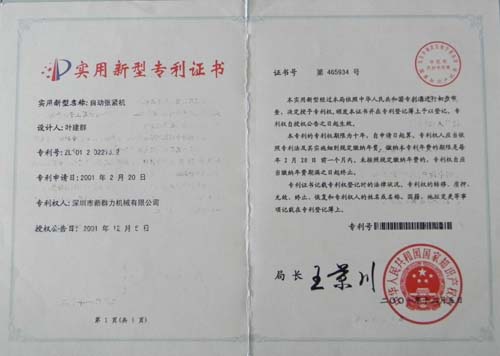 实用新型专利证书
实用新型名称：自动张紧机
设计人：叶建群
专利申请日：2001 年 2 月 20 日
专利权人：深圳市新群力机械有限公司
授权公告日：2001 年 12 月 5 日
第 1 页(共 1 页)
证书号 第 465934 号
本实用新型经过本局依照中华人民共和国专利法进行初步审
查，决定授予专利权，颁发本证书并在专利登记簿上予以登记。专利
权自授权公告之日起生效。
本专利的专利权期限为十年，自申请日起算。专利权人应当依
照专利法及其实施细则规定缴纳年费。缴纳本专利年费的期限是每
年 2 月 20 日前一个月内。未按照规定缴纳年费的，专利权自应
当缴纳年费期满之日起终止。
专利证书记载专利权登记时的法律状况。专利权的转移、质押、
无效、终止、恢复和专利权人的姓名或名称、国籍、地址变更等事
项记载在专利登记簿上。
专利号
局长 王景川
中华人民共和国国家知识产权局